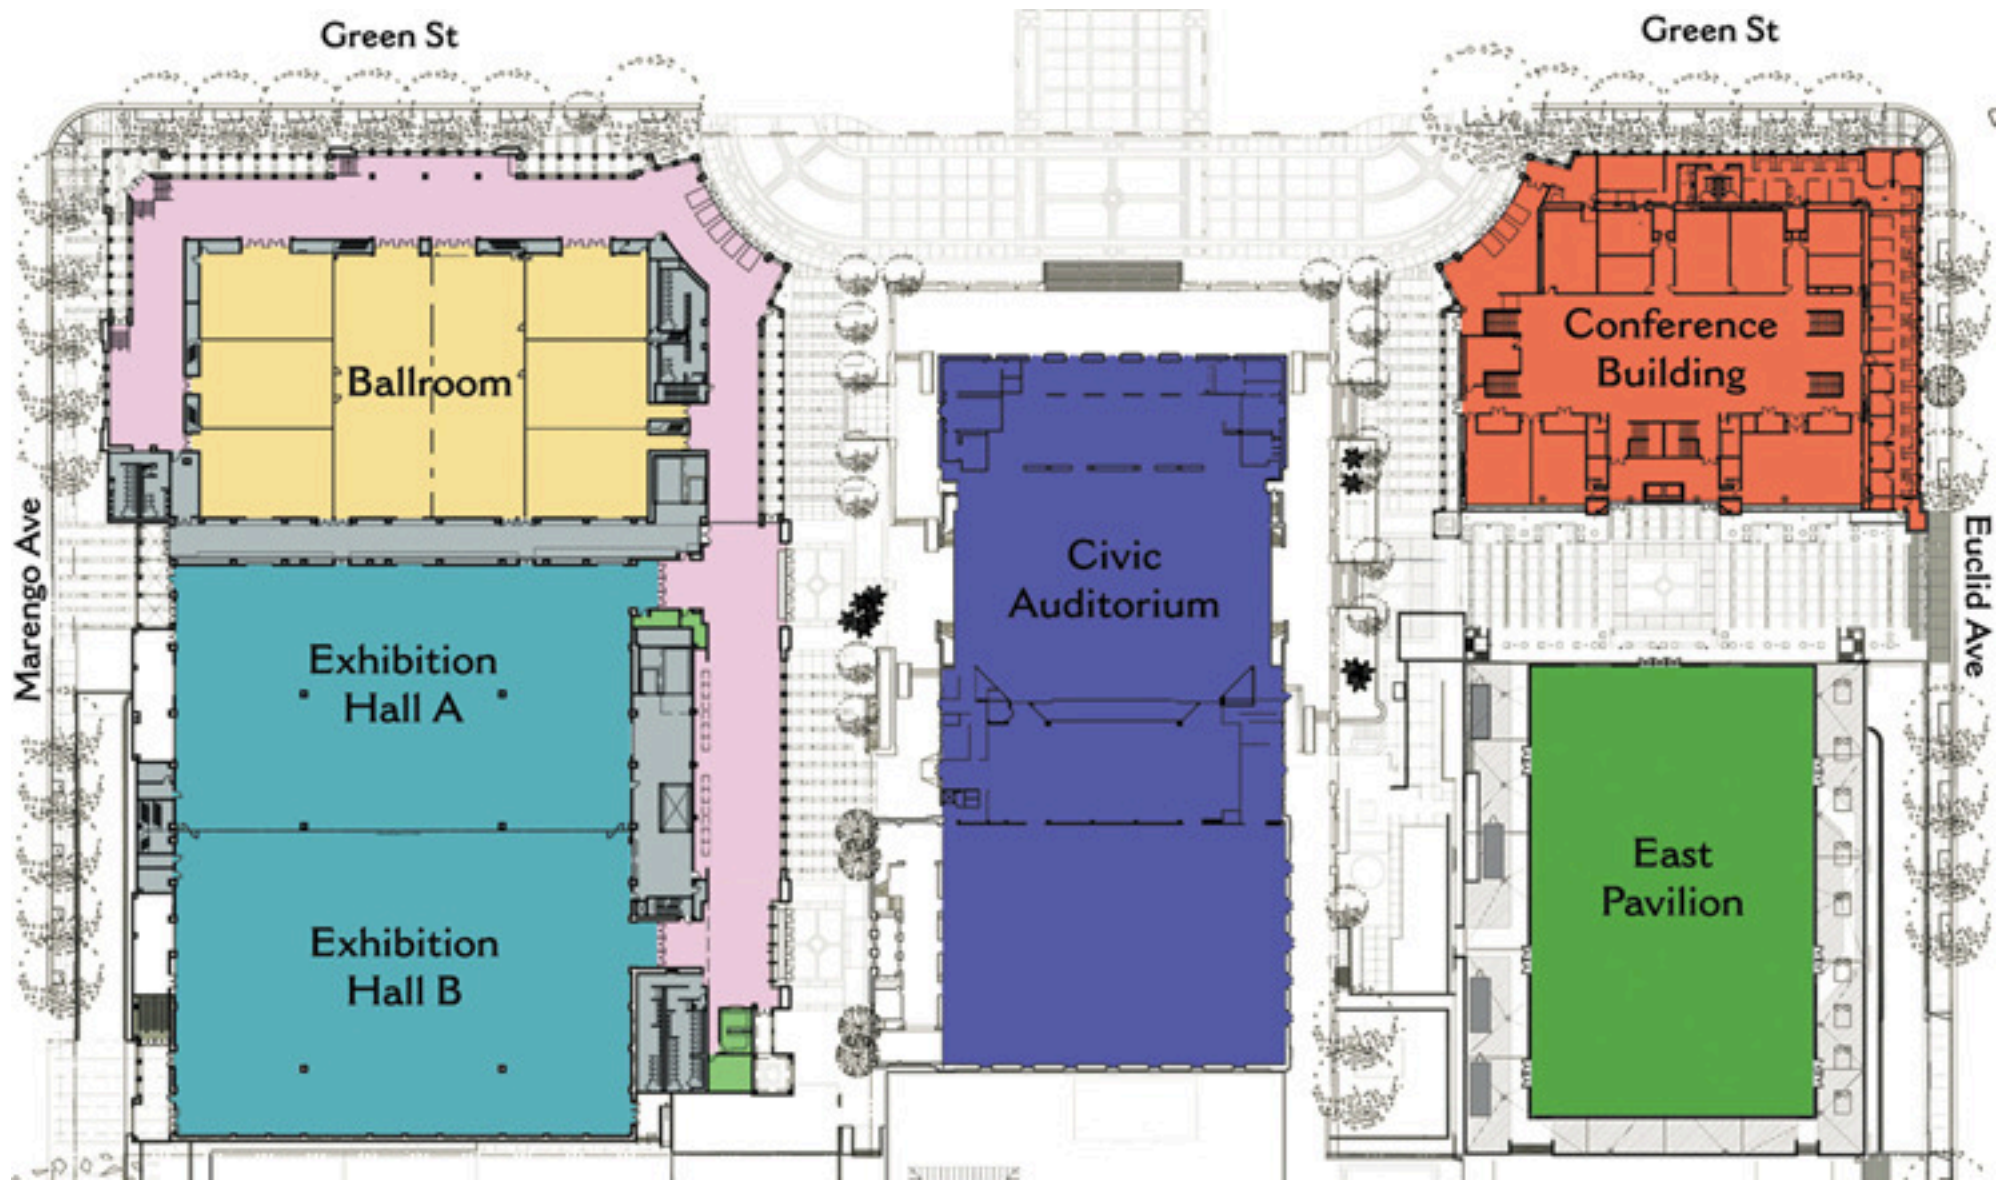 Green St
Green St
Ballroom
Conference
Building
Marengo Ave
Civic
Auditorium
Euclid Ave
Exhibition
Hall A
East
Pavilion
Exhibition
Hall B